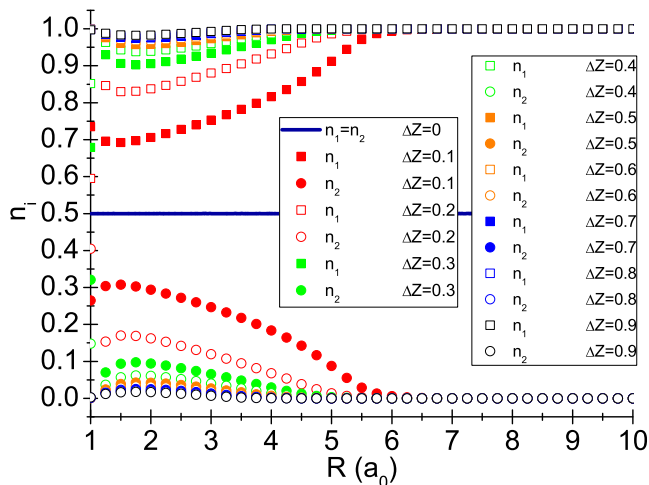 1.0
0.9
0.8
0.7
0.6
0.5
0.4
0.3
0.2
0.1
0.0
n_i
1 2 3 4 5 6 7 8 9 10
R (a_0)
n_1=n_2 ΔZ=0
n_1 ΔZ=0.1
n_2 ΔZ=0.1
n_1 ΔZ=0.2
n_2 ΔZ=0.2
n_1 ΔZ=0.3
n_2 ΔZ=0.3
n_1 ΔZ=0.4
n_2 ΔZ=0.4
n_1 ΔZ=0.5
n_2 ΔZ=0.5
n_1 ΔZ=0.6
n_2 ΔZ=0.6
n_1 ΔZ=0.7
n_2 ΔZ=0.7
n_1 ΔZ=0.8
n_2 ΔZ=0.8
n_1 ΔZ=0.9
n_2 ΔZ=0.9